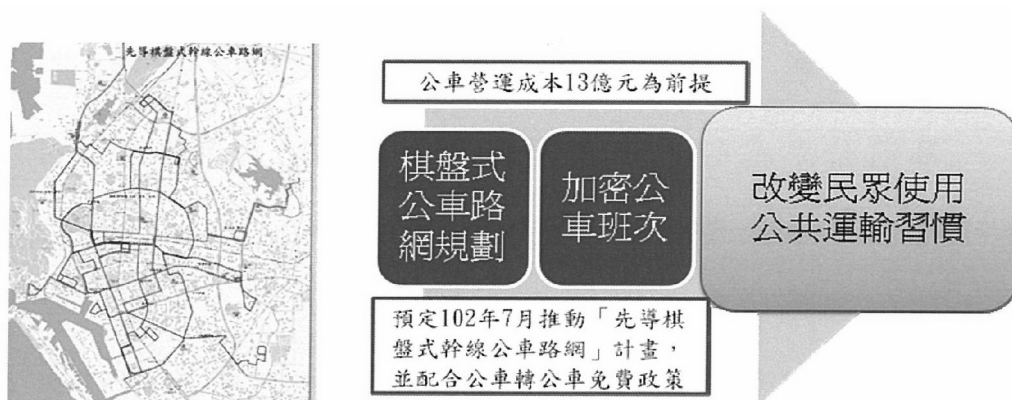 先導棋盤式幹線公車路網
公車營運成本13億元為前提
棋盤式
公車路
網規劃
加密公
車班次
改變民眾使用
公共運輸習慣
預定102年7月推動「先導棋
盤式幹線公車路網」計畫，
並配合公車轉公車免費政策